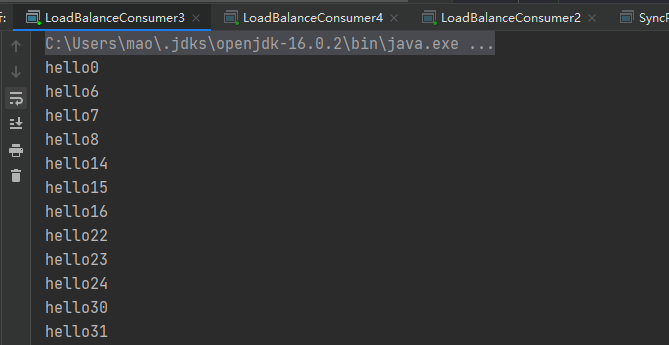 f: LoadBalanceConsumer3 LoadBalanceConsumer4 LoadBalanceConsumer2
C:\Users\mao\.jdks\openjdk-16.0.2\bin\java.exe ...
hello0
hello6
hello7
hello8
hello14
hello15
hello16
hello22
hello23
hello24
hello30
hello31